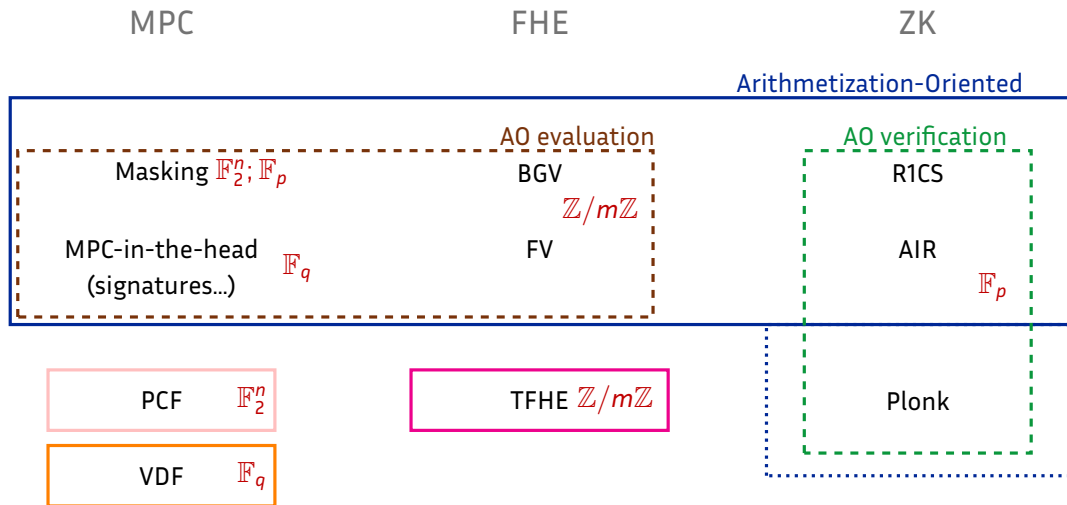 MPC FHE ZK
Arithmetization-Oriented
AO evaluation AO verification
Masking 𝔽₂ⁿ; 𝔽ₚ BGV R1CS
ℤ/mℤ
MPC-in-the-head 𝔽_q FV AIR
(signatures…) 𝔽ₚ
PCF 𝔽₂ⁿ TFHE ℤ/mℤ Plonk
VDF 𝔽_q